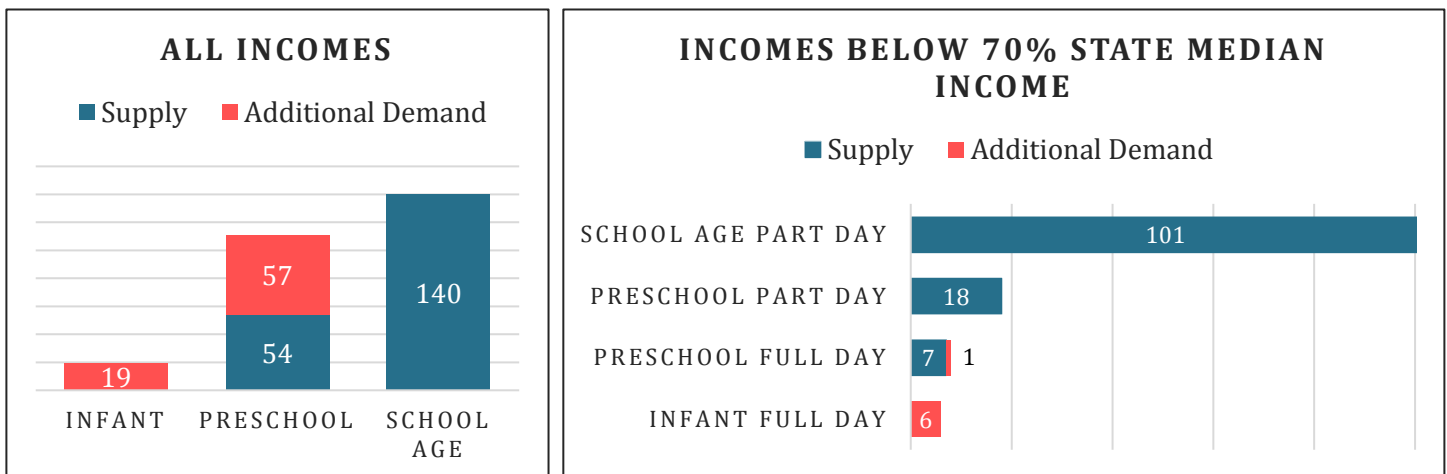 ALL INCOMES
Supply Additional Demand
57
140
54
19
INFANT PRESCHOOL SCHOOL
AGE
INCOMES BELOW 70% STATE MEDIAN
INCOME
Supply Additional Demand
SCHOOL AGE PART DAY 101
PRESCHOOL PART DAY 18
PRESCHOOL FULL DAY 7 1
INFANT FULL DAY 6